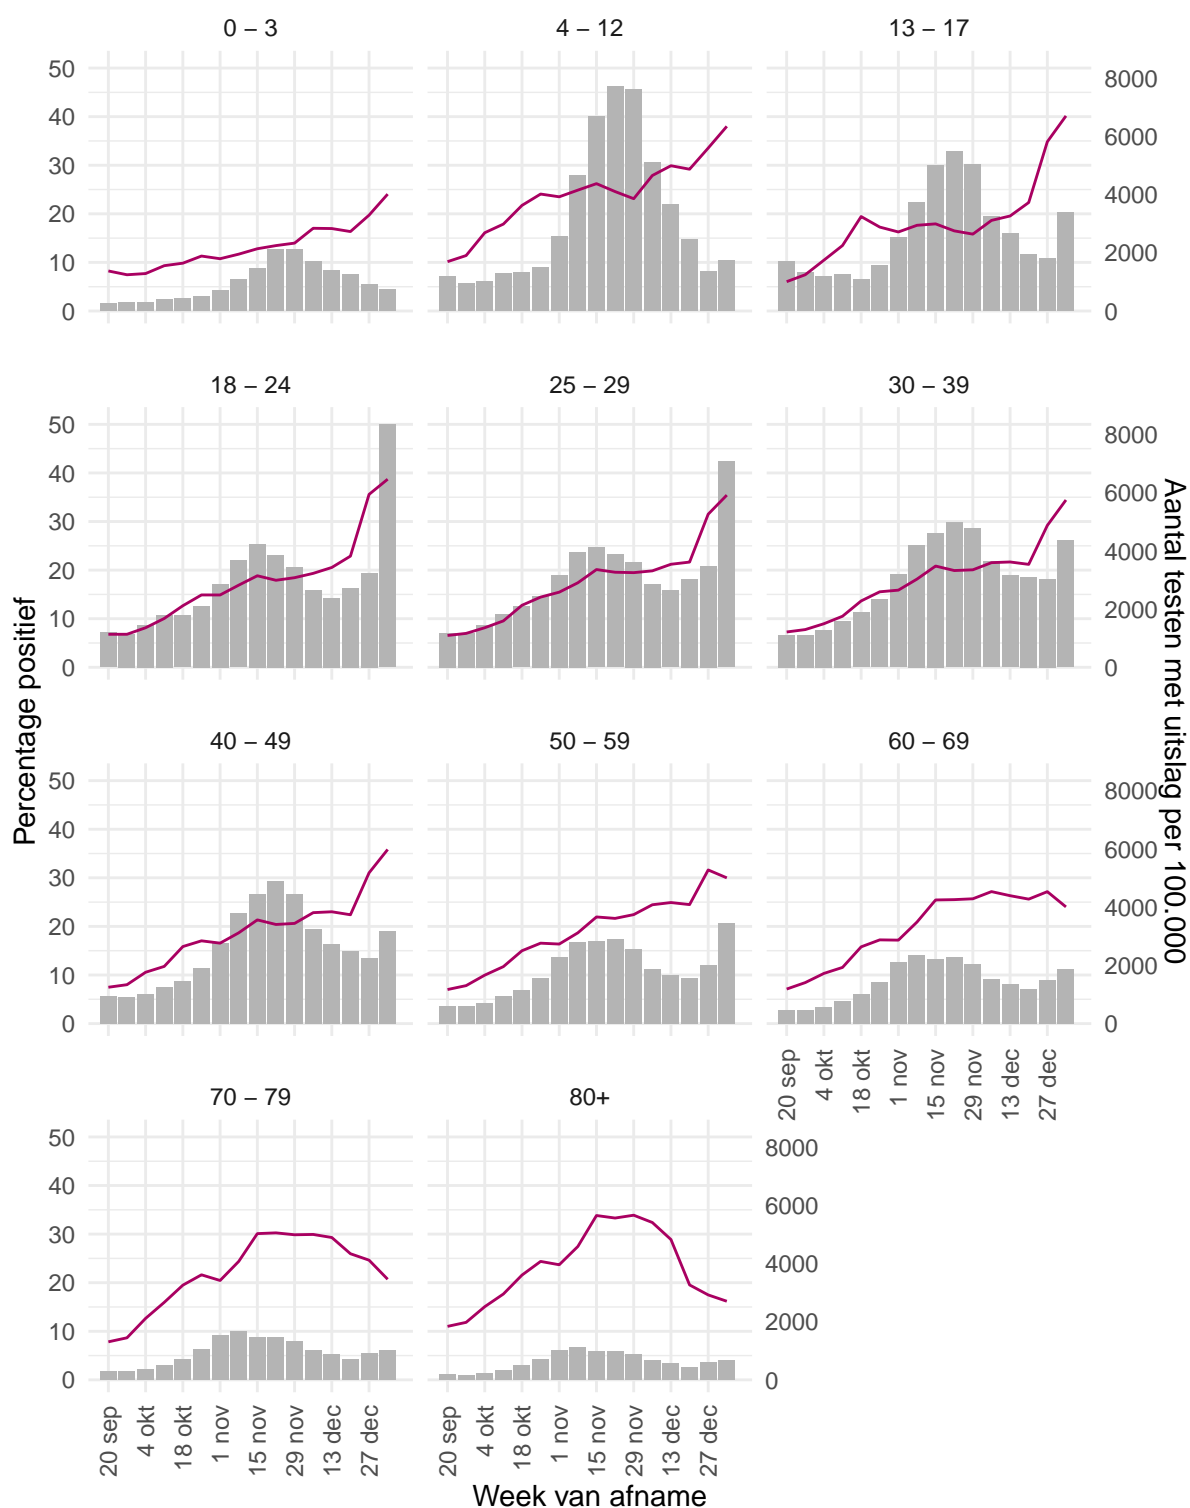 0 – 3
4 – 12
13 – 17
50
40
30
20
10
0
8000
6000
4000
2000
0
18 – 24
25 – 29
30 – 39
50
40
30
20
10
0
8000
6000
4000
2000
0
Percentage positief
Aantal testen met uitslag per 100.000
40 – 49
50 – 59
60 – 69
50
40
30
20
10
0
8000
6000
4000
2000
0
20 sep
4 okt
18 okt
1 nov
15 nov
29 nov
13 dec
27 dec
70 – 79
80+
50
40
30
20
10
0
8000
6000
4000
2000
0
20 sep
4 okt
18 okt
1 nov
15 nov
29 nov
13 dec
27 dec
20 sep
4 okt
18 okt
1 nov
15 nov
29 nov
13 dec
27 dec
Week van afname